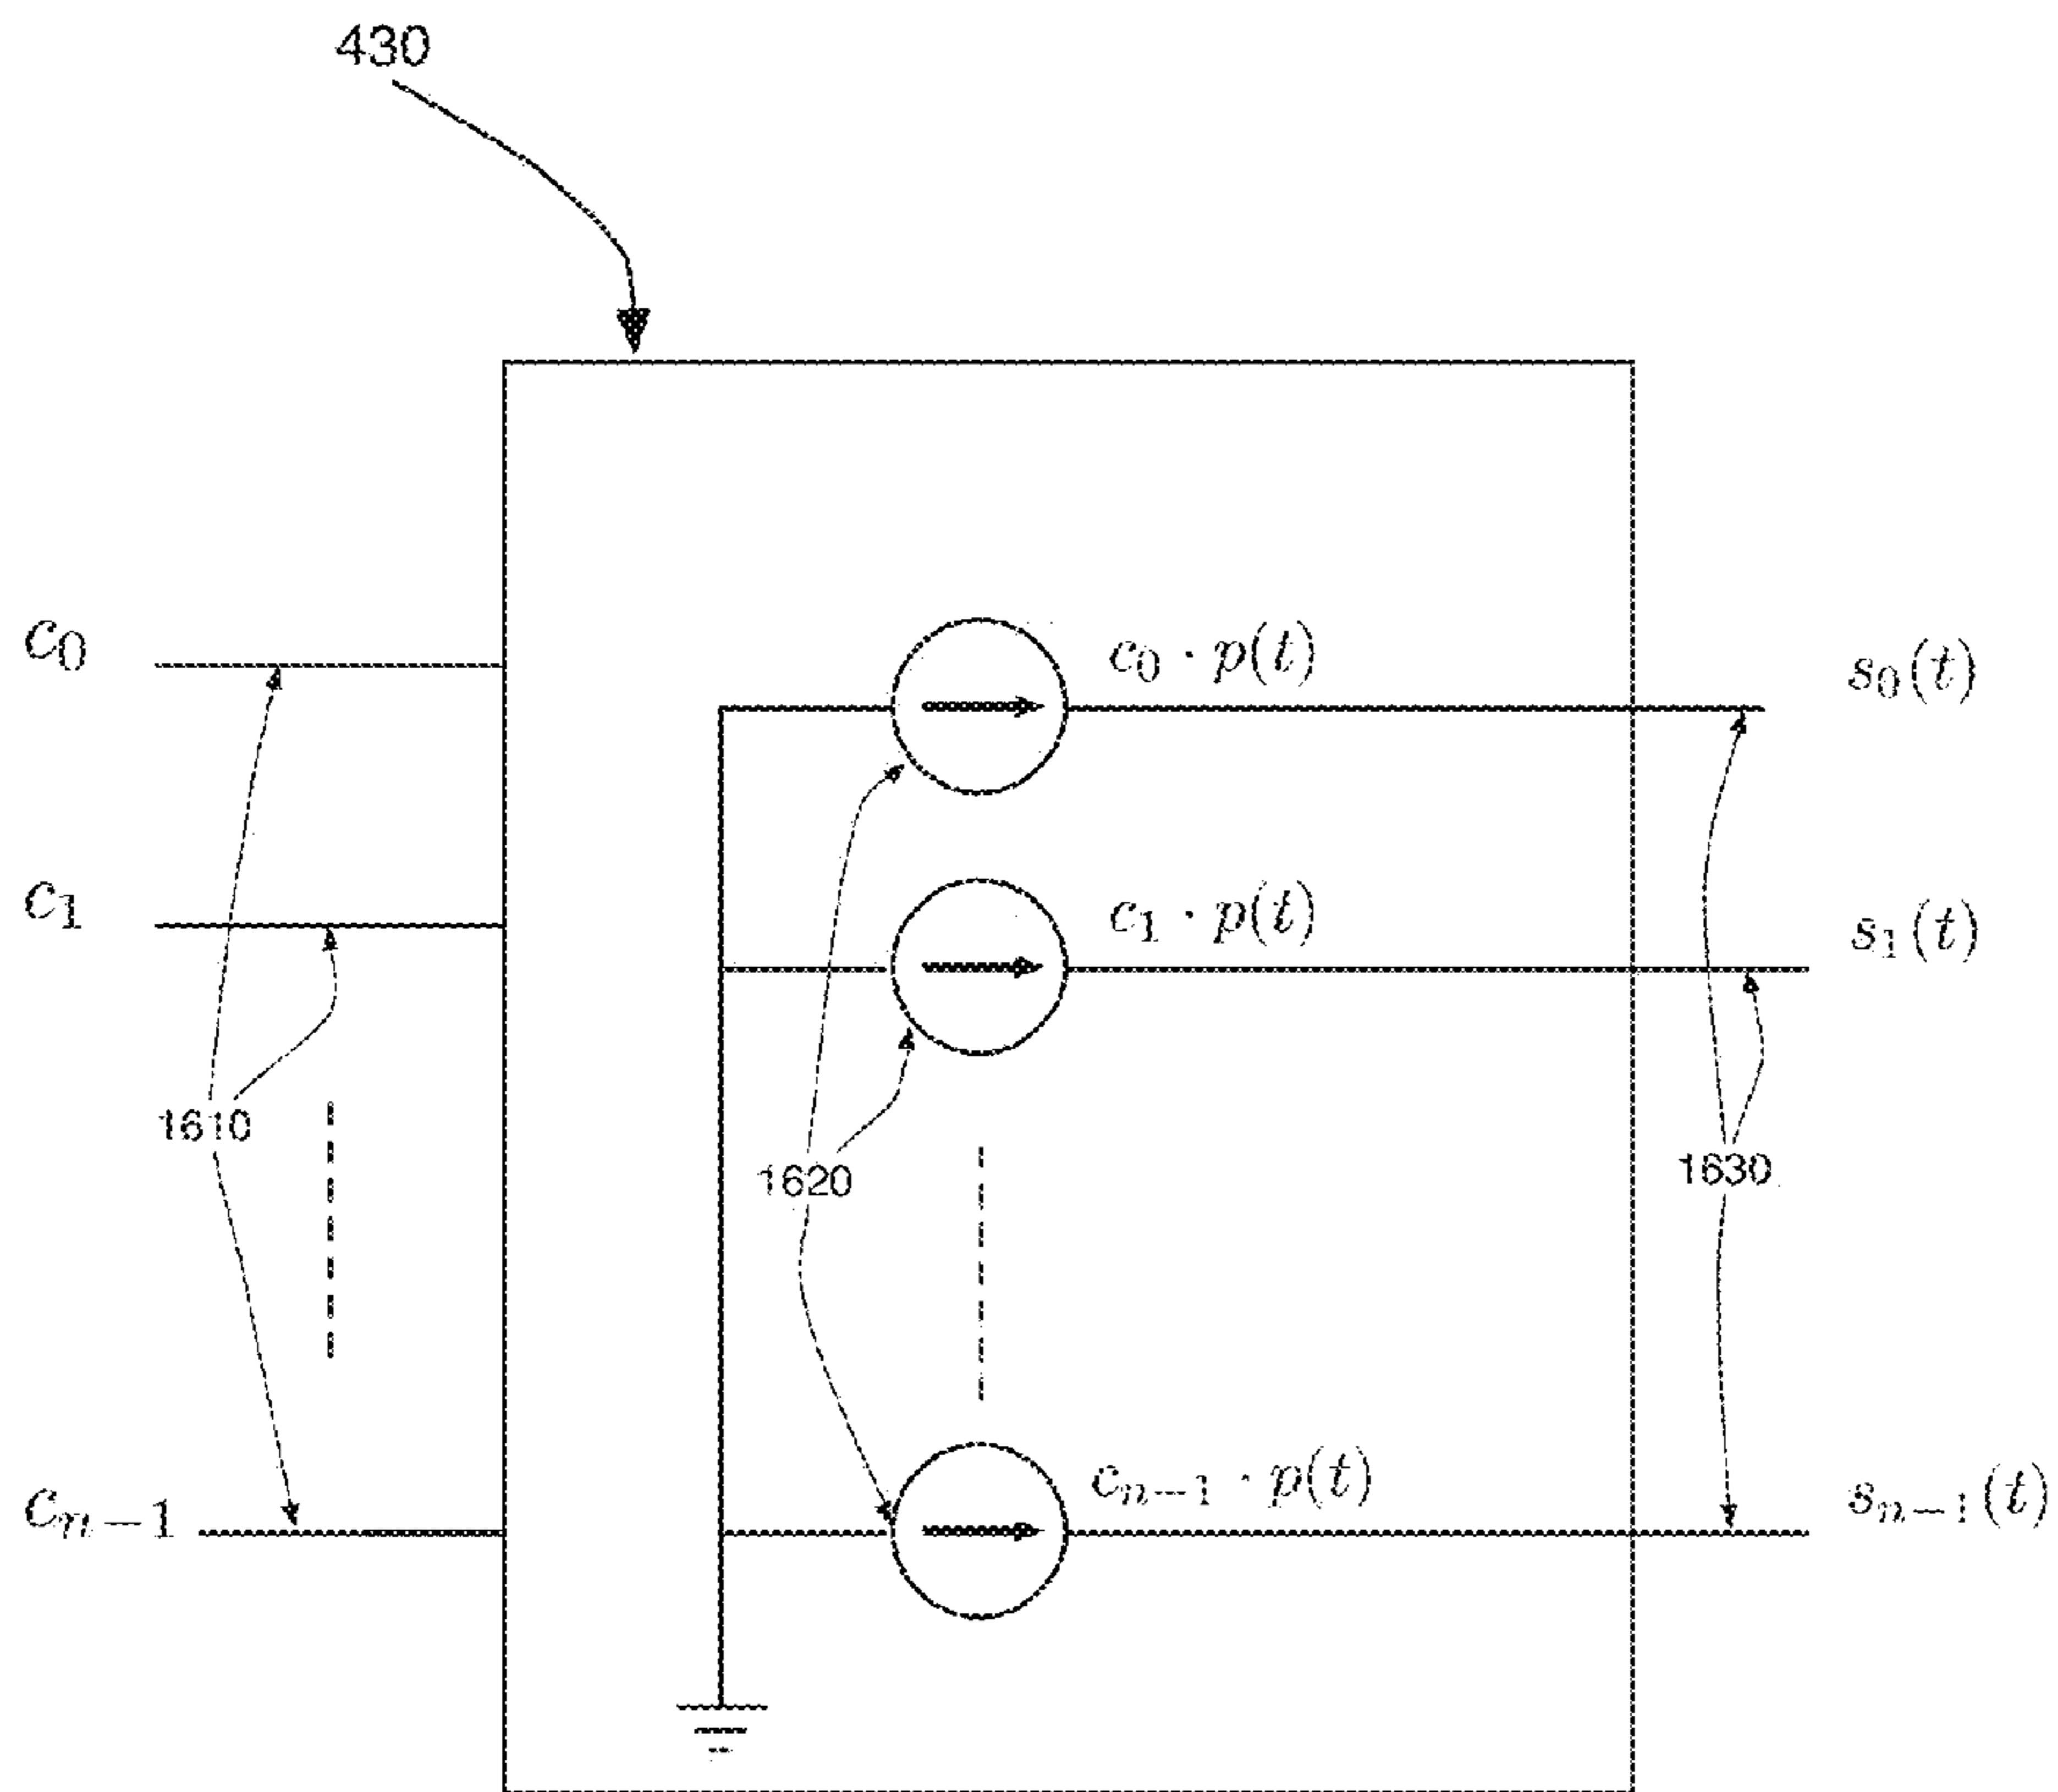 430
c₀
c₀ · p(t)
s₀(t)
c₁
c₁ · p(t)
s₁(t)
1610
1620
1630
cₙ₋₁
cₙ₋₁ · p(t)
sₙ₋₁(t)